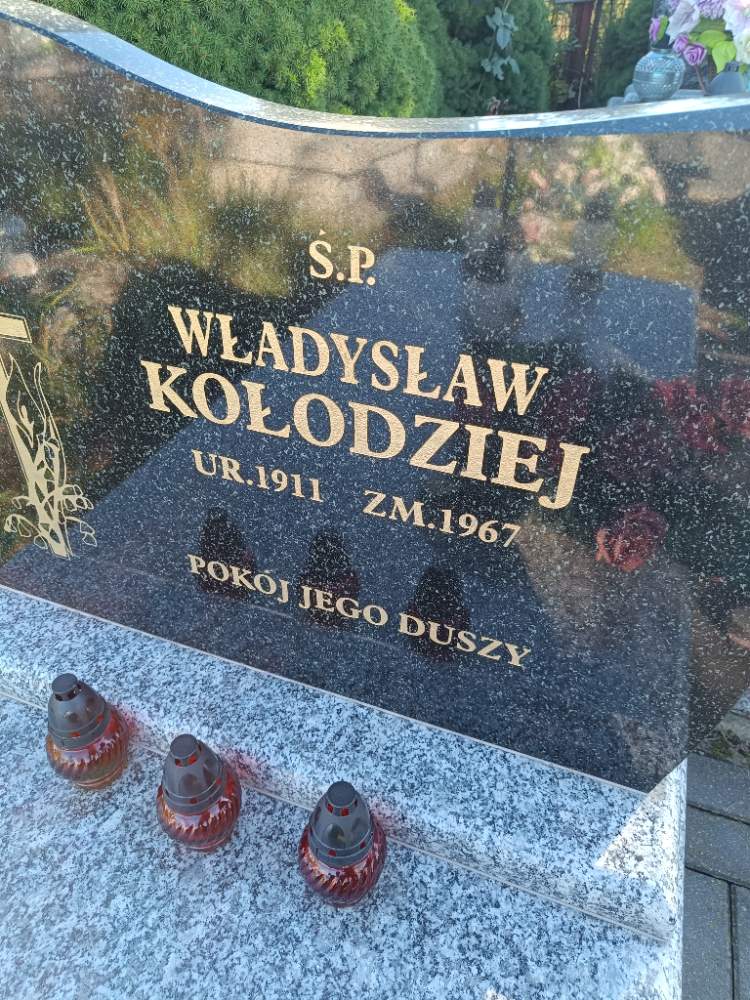 Ś.P.
WŁADYSŁAW
KOŁODZIEJ
UR.1911 ZM.1967
POKÓJ JEGO DUSZY